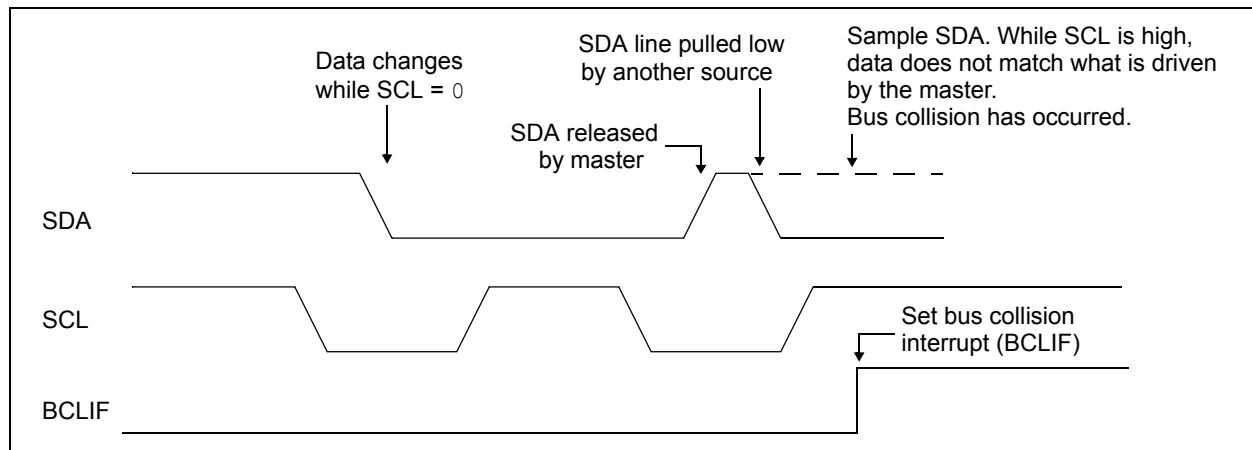 Data changes
while SCL = 0
SDA line pulled low
by another source
Sample SDA. While SCL is high,
data does not match what is driven
by the master.
Bus collision has occurred.
SDA released
by master
SDA
SCL
Set bus collision
interrupt (BCLIF)
BCLIF